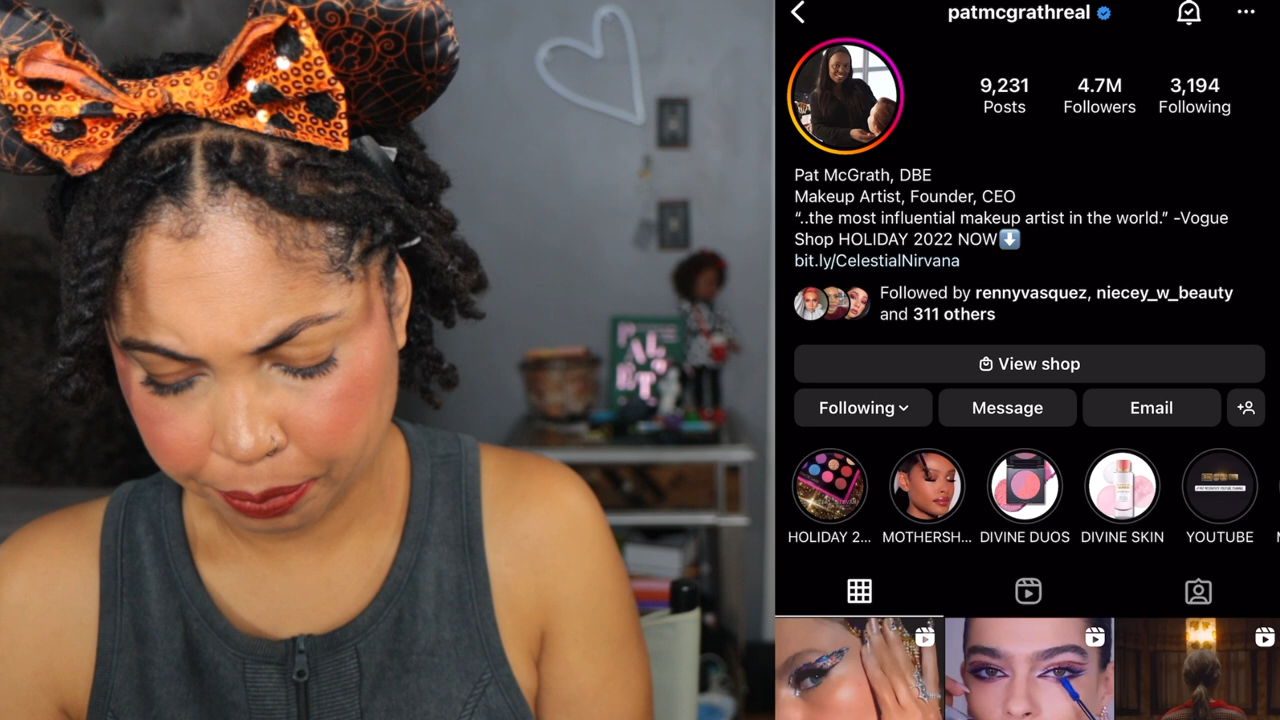 patmcgrathreal
9,231
Posts
4.7M
Followers
3,194
Following
Pat McGrath, DBE
Makeup Artist, Founder, CEO
“..the most influential makeup artist in the world.” -Vogue
Shop HOLIDAY 2022 NOW⬇️
bit.ly/CelestialNirvana
Followed by rennyvasquez, niecey_w_beauty
and 311 others
View shop
Following
Message
Email
HOLIDAY 2...
MOTHERSH...
DIVINE DUOS
DIVINE SKIN
YOUTUBE